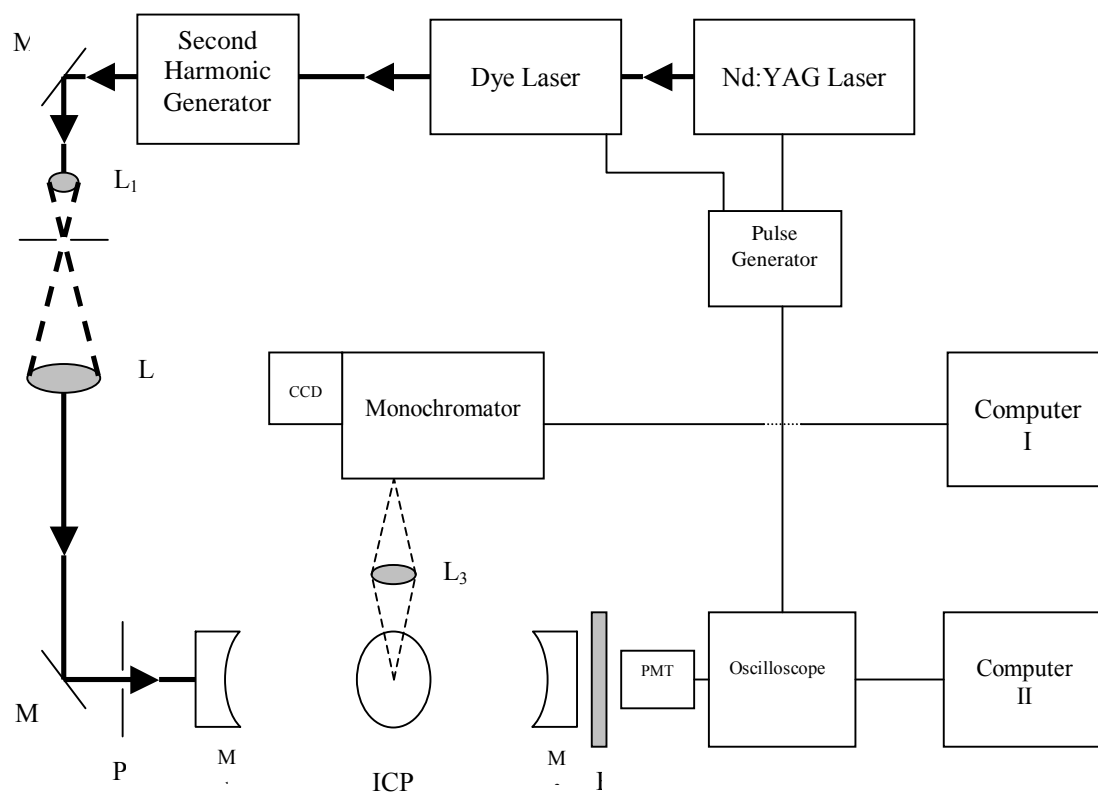 M
Second
Harmonic
Generator
Dye Laser
Nd:YAG Laser
L1
Pulse
Generator
L
CCD
Monochromator
Computer
I
L3
M
P
M
ICP
M
PMT
Oscilloscope
Computer
II